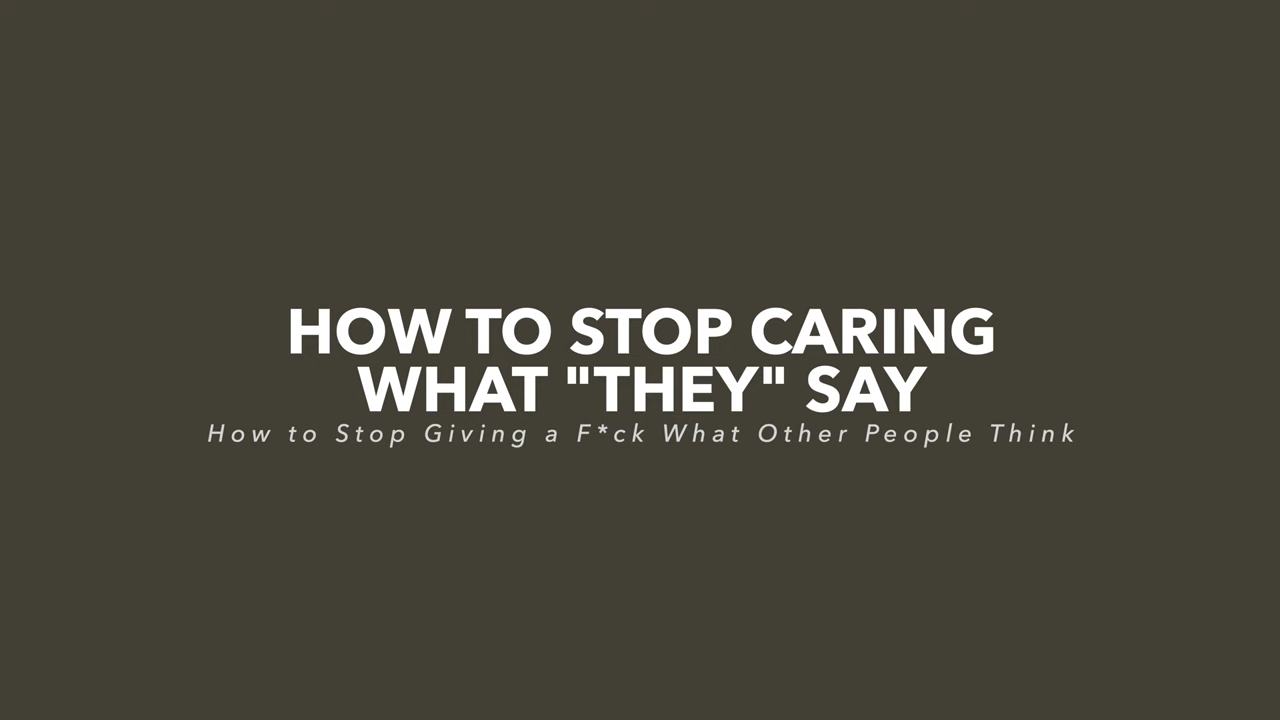 HOW TO STOP CARING
WHAT "THEY" SAY
How to Stop Giving a F*ck What Other People Think